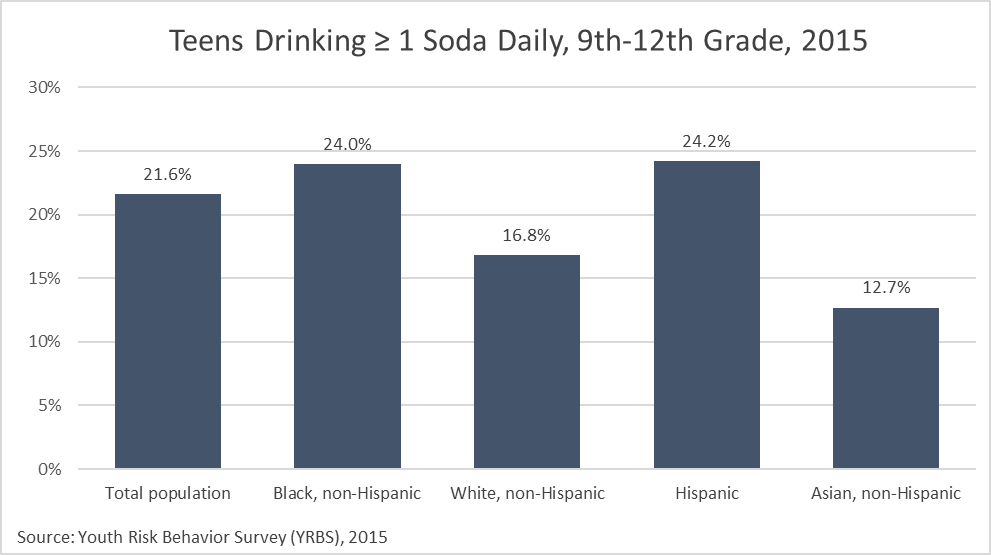 Teens Drinking ≥ 1 Soda Daily, 9th-12th Grade, 2015
30%
25%
20%
15%
10%
5%
0%
21.6%
24.0%
16.8%
24.2%
12.7%
Total population
Black, non-Hispanic
White, non-Hispanic
Hispanic
Asian, non-Hispanic
Source: Youth Risk Behavior Survey (YRBS), 2015